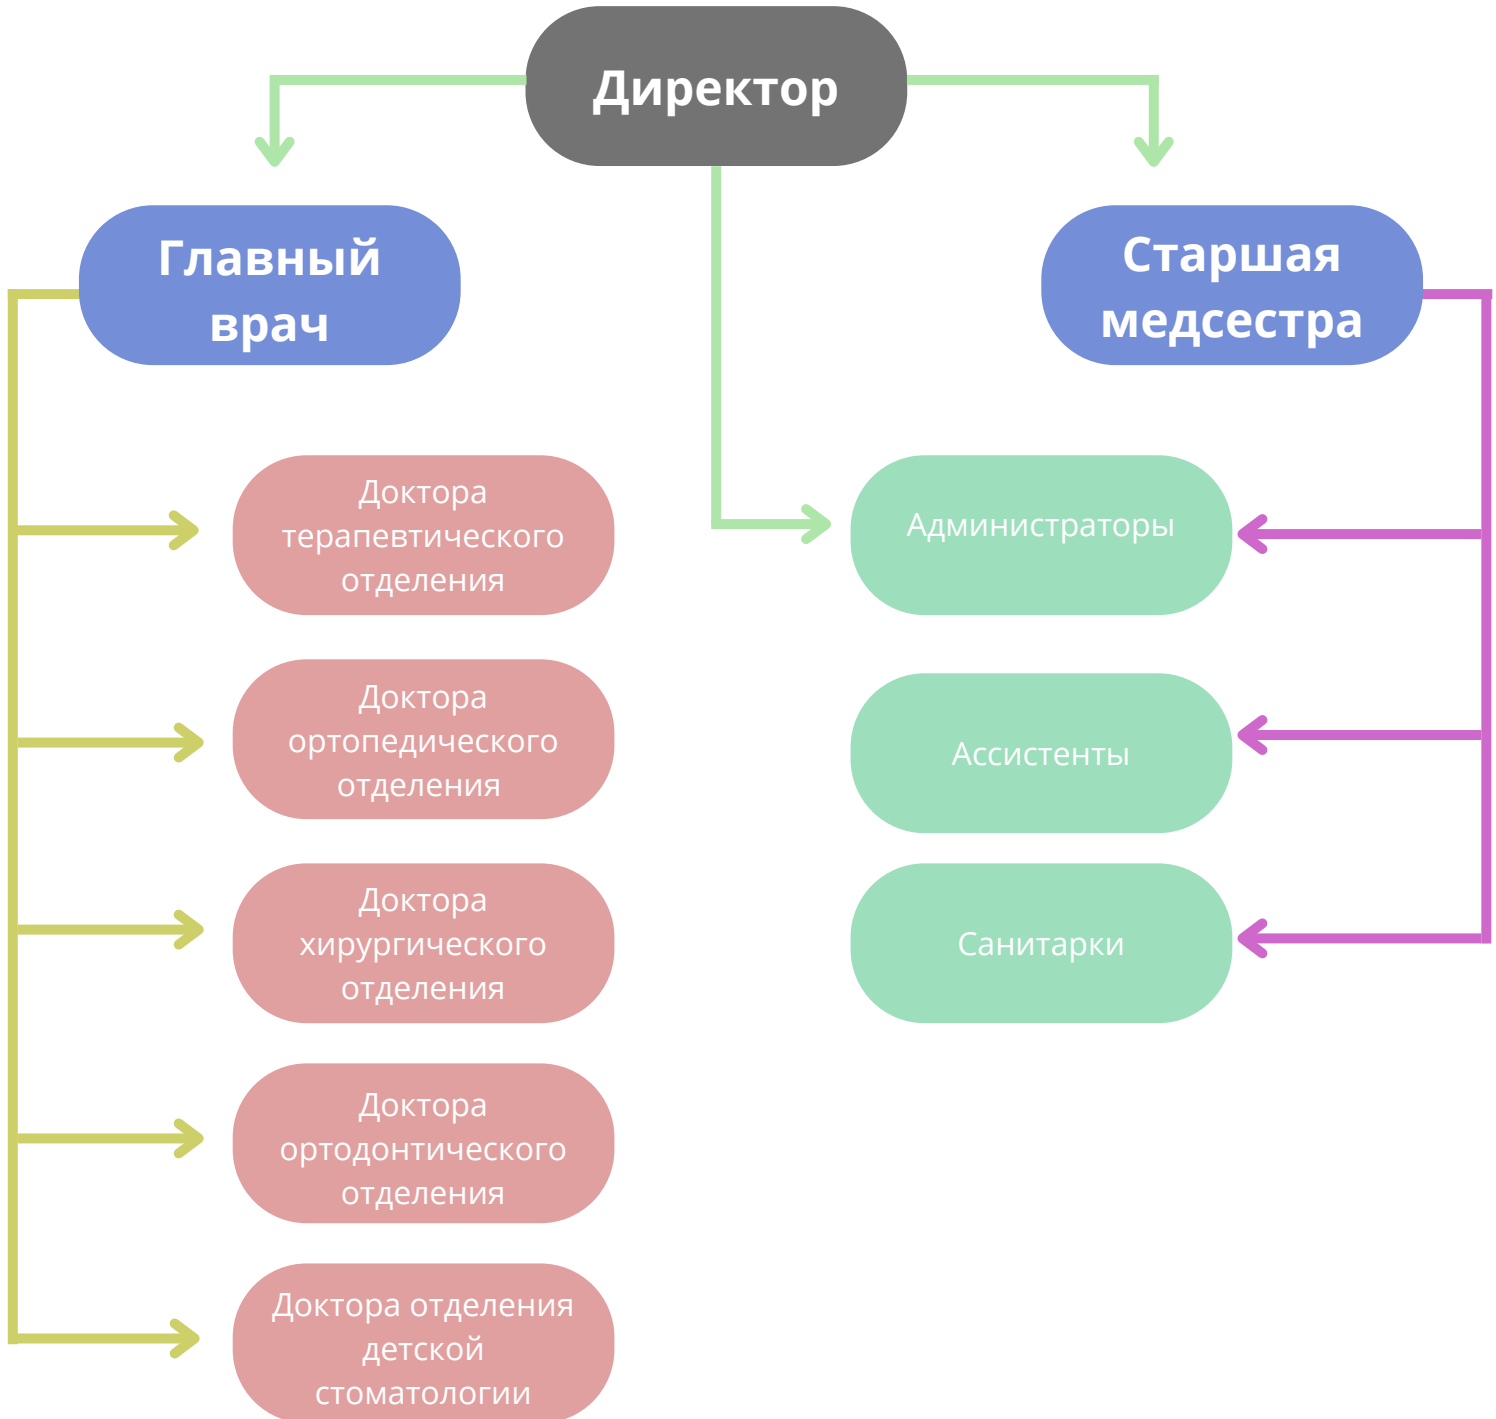 Директор
Главный
врач
Старшая
медсестра
Доктора
терапевтического
отделения
Администраторы
Доктора
ортопедического
отделения
Ассистенты
Доктора
хирургического
отделения
Санитарки
Доктора
ортодонтического
отделения
Доктора отделения
детской
стоматологии